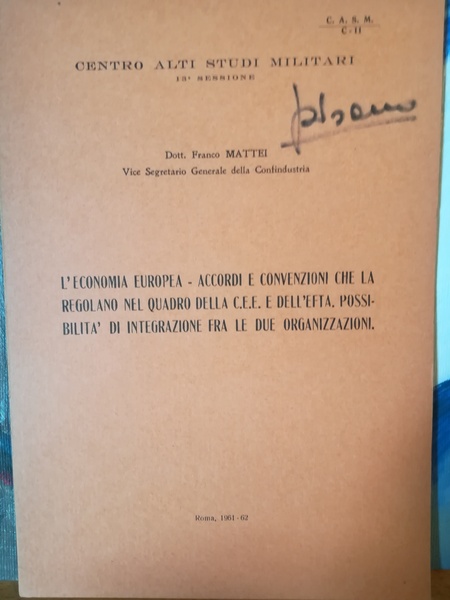 C. A. S. M.
C-II
CENTRO ALTI STUDI MILITARI
13ª SESSIONE
Dott. Franco MATTEI
Vice Segretario Generale della Confindustria
L'ECONOMIA EUROPEA - ACCORDI E CONVENZIONI CHE LA
REGOLANO NEL QUADRO DELLA C.E.E. E DELL'EFTA. POSSI-
BILITA' DI INTEGRAZIONE FRA LE DUE ORGANIZZAZIONI.
Roma, 1961-62